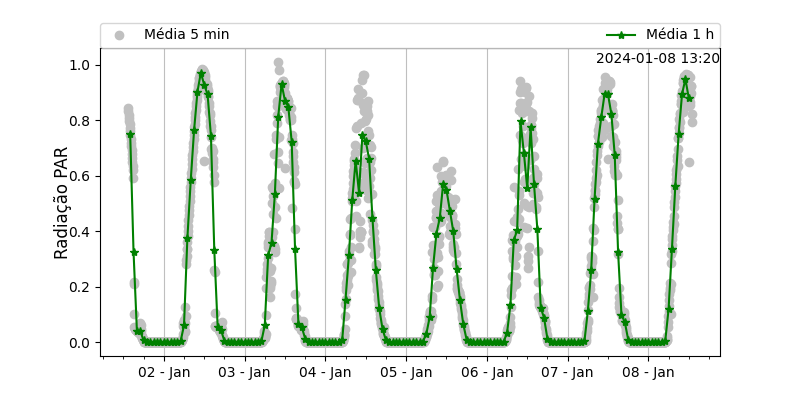 Média 5 min
Média 1 h
2024-01-08 13:20
Radiação PAR
1.0
0.8
0.6
0.4
0.2
0.0
02 - Jan
03 - Jan
04 - Jan
05 - Jan
06 - Jan
07 - Jan
08 - Jan